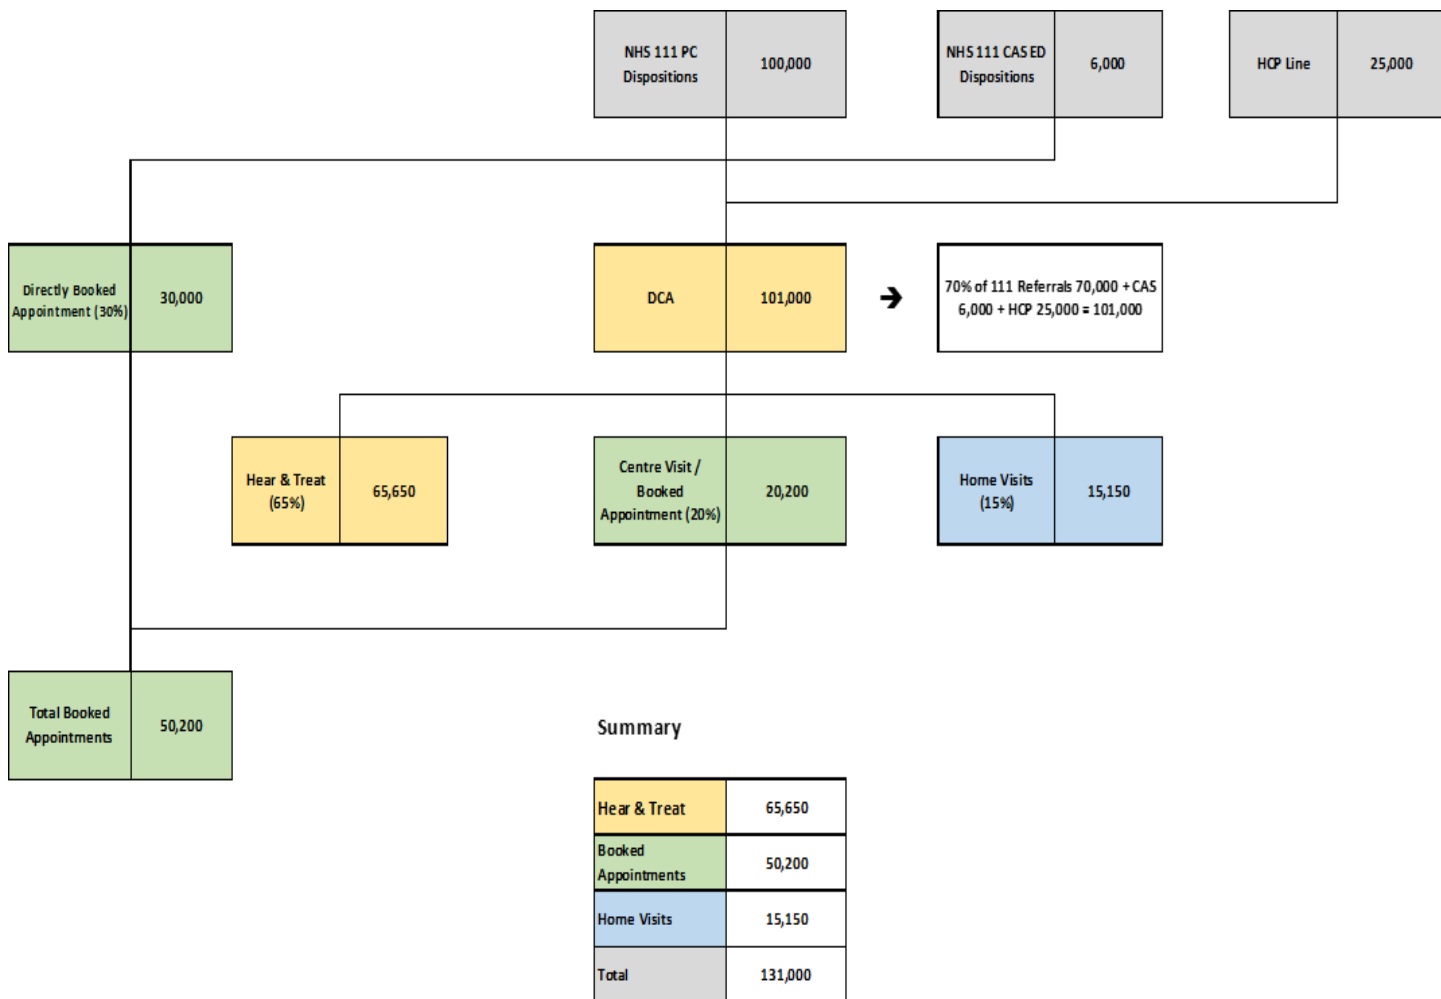 NHS 111 PC
Dispositions
100,000
NHS 111 CAS ED
Dispositions
6,000
HCP Line
25,000
Directly Booked
Appointment (30%)
30,000
DCA
101,000
➔
70% of 111 Referrals 70,000 + CAS
6,000 + HCP 25,000 = 101,000
Hear & Treat
(65%)
65,650
Centre Visit /
Booked
Appointment (20%)
20,200
Home Visits
(15%)
15,150
Total Booked
Appointments
50,200
Summary
Hear & Treat
65,650
Booked
Appointments
50,200
Home Visits
15,150
Total
131,000